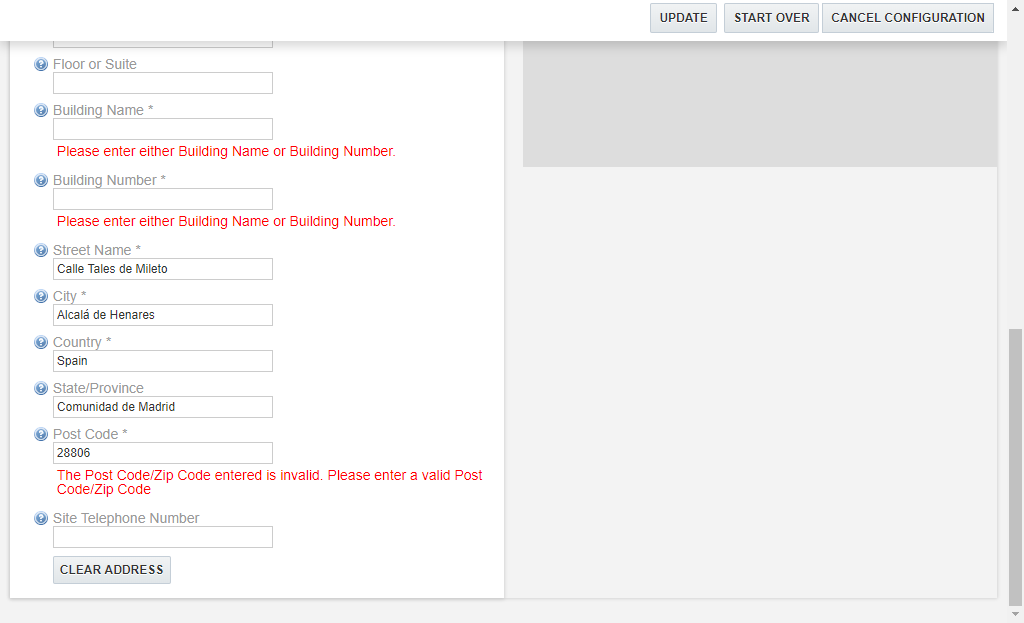 UPDATE START OVER CANCEL CONFIGURATION
Floor or Suite
Building Name *
Please enter either Building Name or Building Number.
Building Number *
Please enter either Building Name or Building Number.
Street Name *
Calle Tales de Mileto
City *
Alcalá de Henares
Country *
Spain
State/Province
Comunidad de Madrid
Post Code *
28806
The Post Code/Zip Code entered is invalid. Please enter a valid Post
Code/Zip Code
Site Telephone Number
CLEAR ADDRESS